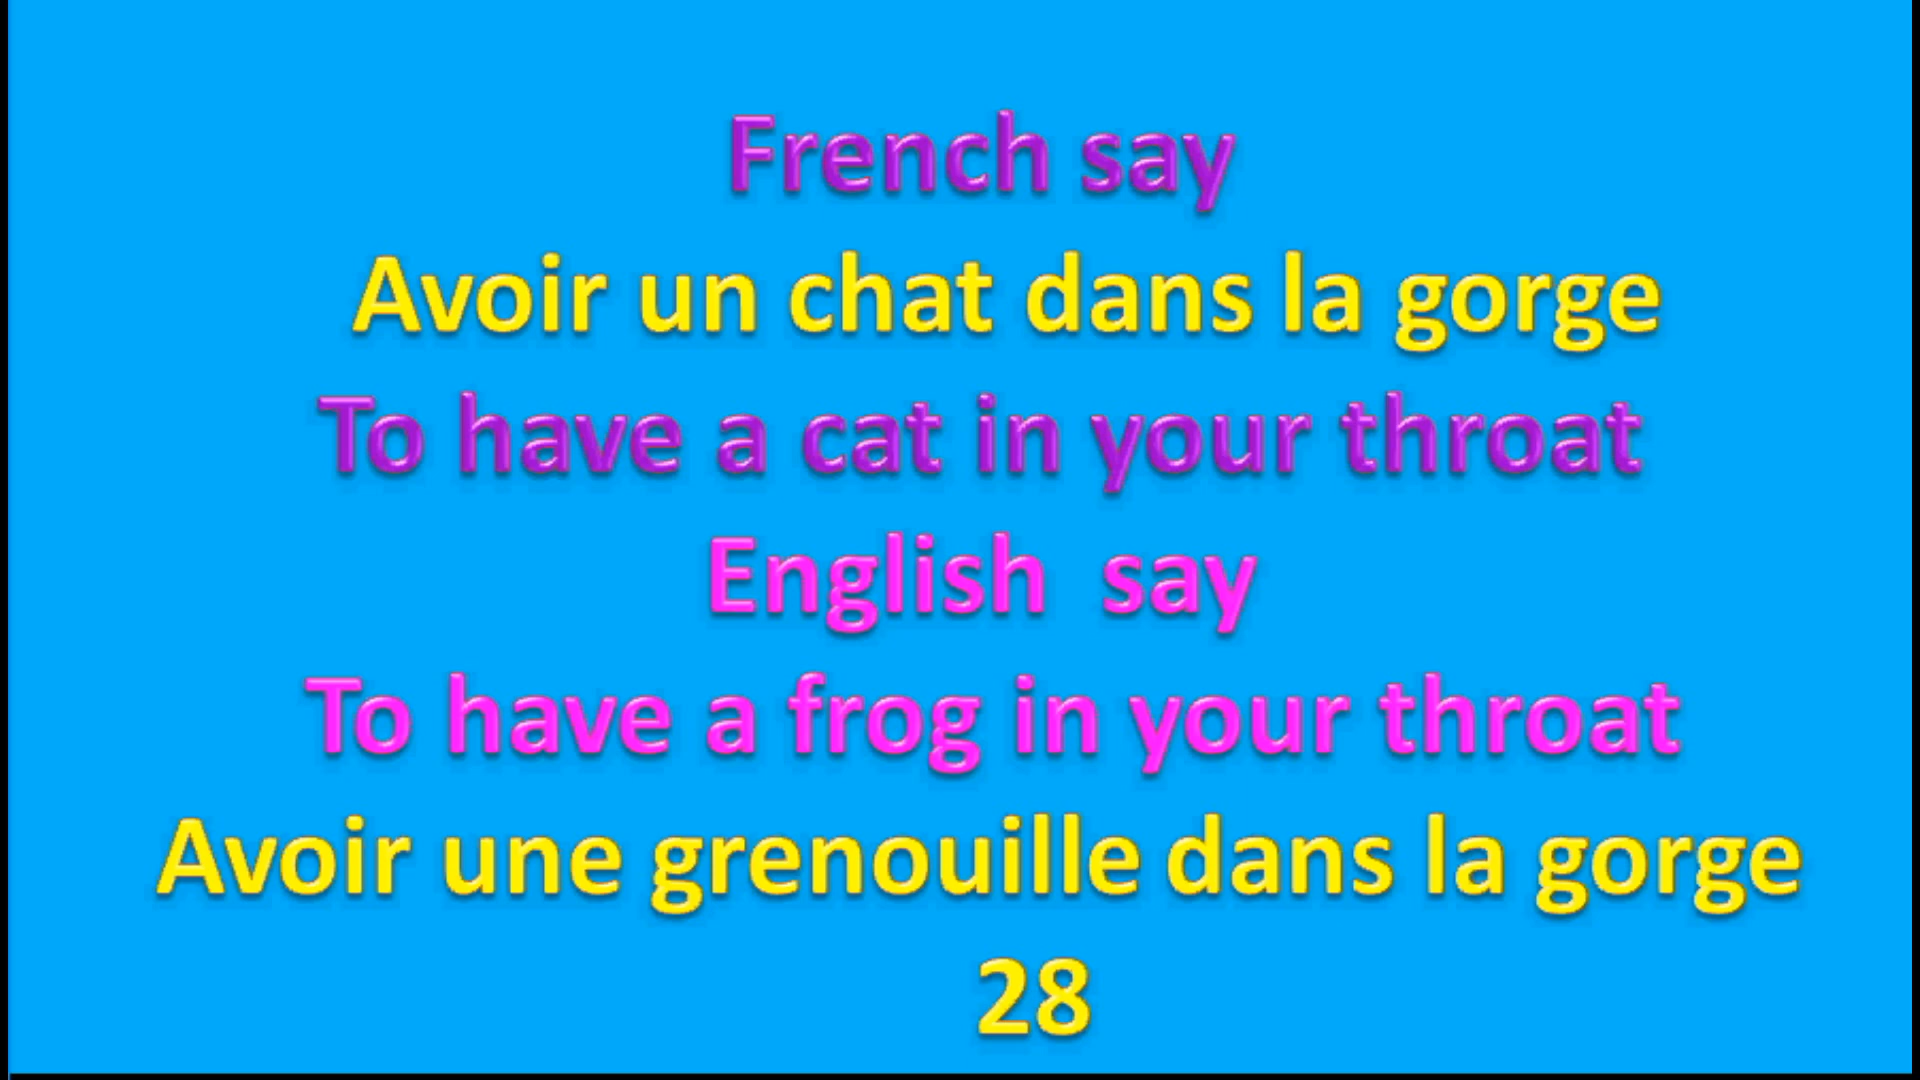 French say
Avoir un chat dans la gorge
To have a cat in your throat
English say
To have a frog in your throat
Avoir une grenouille dans la gorge
28